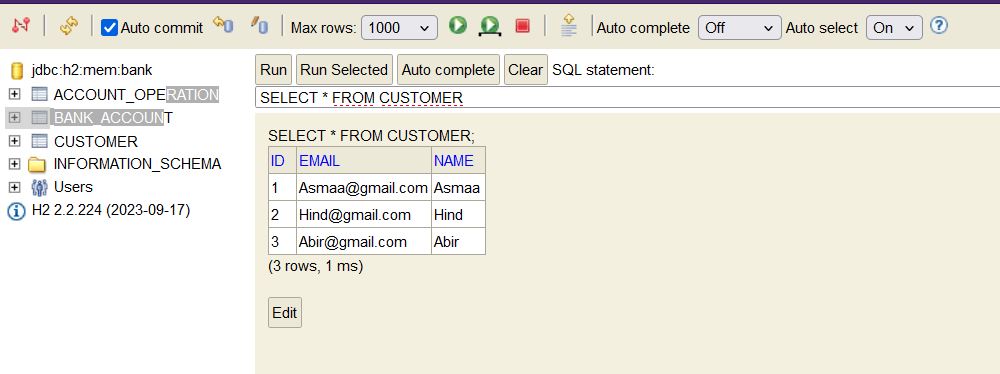 Auto commit Max rows: 1000 Auto complete Off Auto select On
jdbc:h2:mem:bank
ACCOUNT_OPERATION
BANK_ACCOUNT
CUSTOMER
INFORMATION_SCHEMA
Users
H2 2.2.224 (2023-09-17)
Run Run Selected Auto complete Clear SQL statement:
SELECT * FROM CUSTOMER
SELECT * FROM CUSTOMER;
ID EMAIL NAME
1 Asmaa@gmail.com Asmaa
2 Hind@gmail.com Hind
3 Abir@gmail.com Abir
(3 rows, 1 ms)
Edit